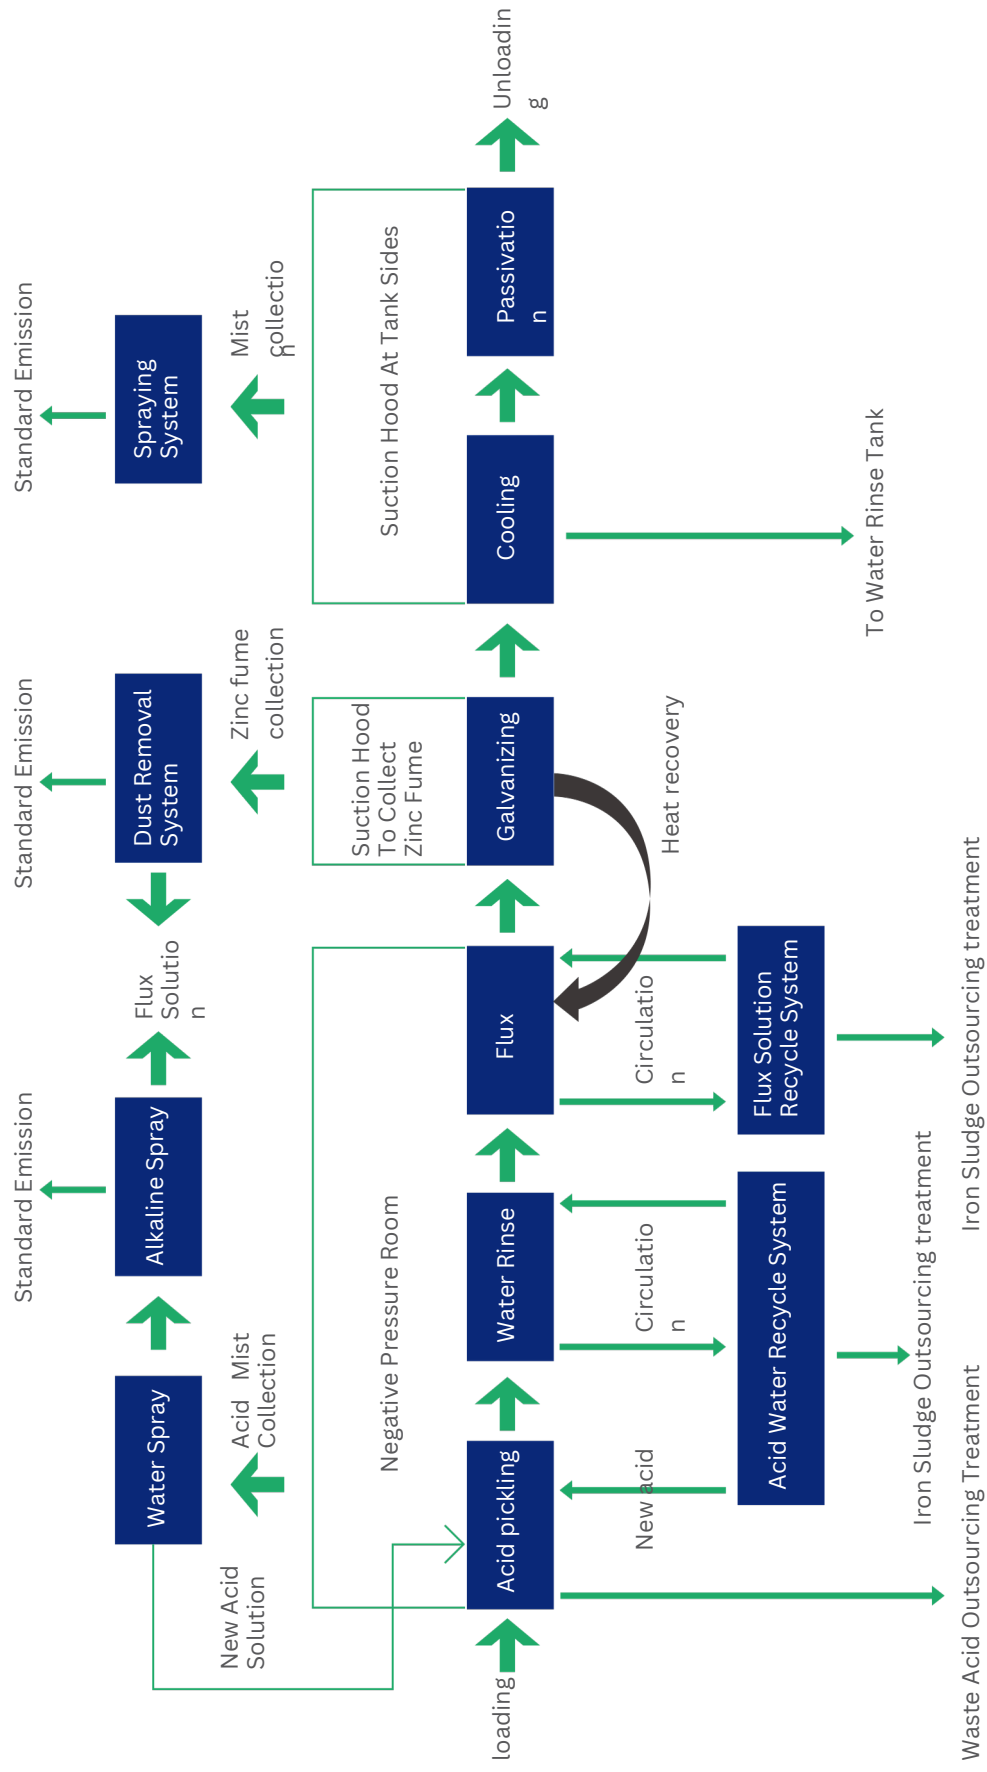 Standard Emission
Standard Emission
Standard Emission
Water Spray
Alkaline Spray
Flux
Solutio
n
Dust Removal
System
Spraying
System
New Acid
Solution
Acid Mist
Collection
Zinc fume
collection
Mist
collectio
n
Negative Pressure Room
Suction Hood
To Collect
Zinc Fume
Suction Hood At Tank Sides
loading
Acid pickling
Water Rinse
Flux
Galvanizing
Cooling
Passivatio
n
Unloadin
g
New acid
Circulatio
n
Circulatio
n
Heat recovery
Acid Water Recycle System
Flux Solution
Recycle System
To Water Rinse Tank
Iron Sludge Outsourcing treatment
Waste Acid Outsourcing Treatment
Iron Sludge Outsourcing treatment